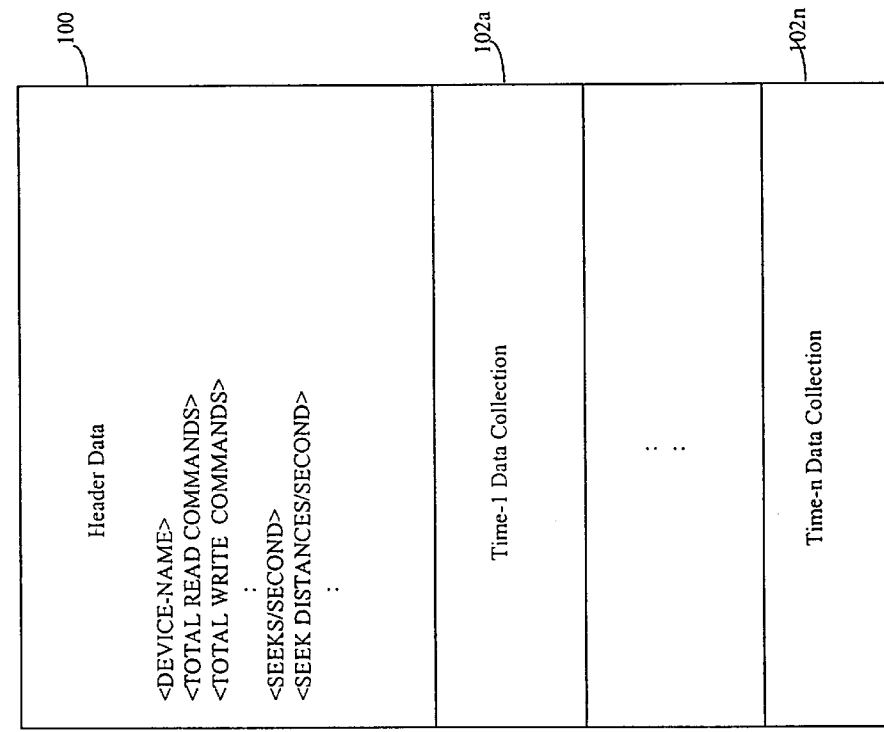 100
Header Data
<DEVICE-NAME>
<TOTAL READ COMMANDS>
<TOTAL WRITE COMMANDS>
:
<SEEKS/SECOND>
<SEEK DISTANCES/SECOND>
:
102a
Time-1 Data Collection
: :
102n
Time-n Data Collection